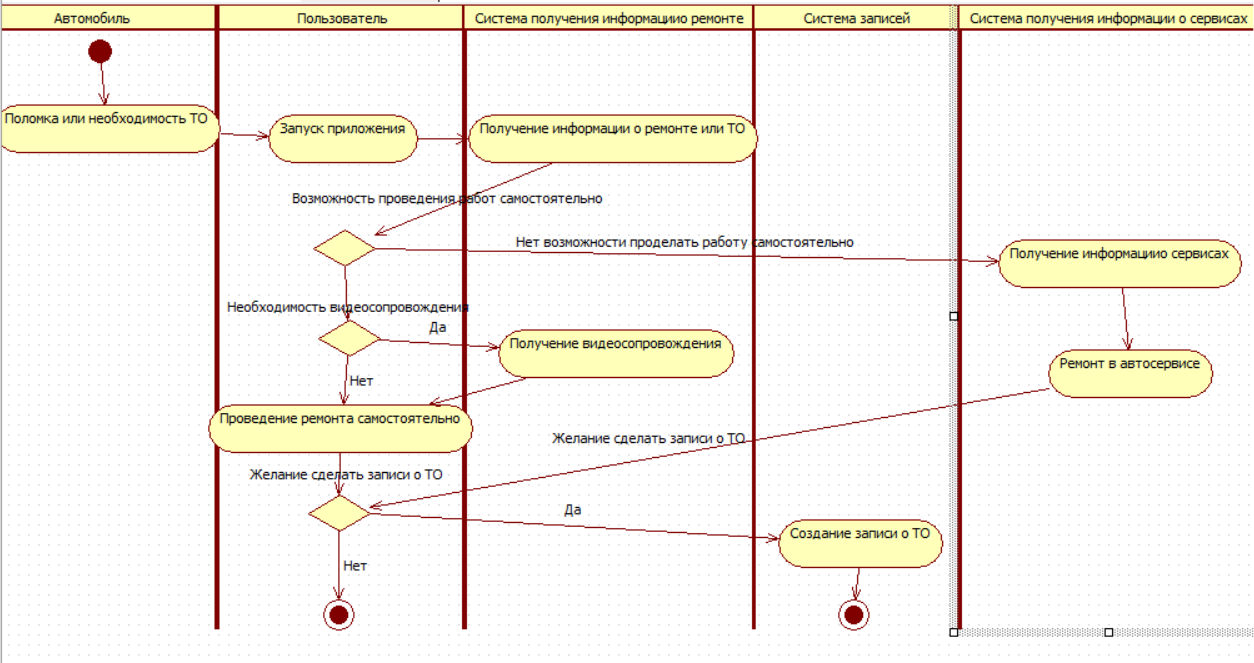 Автомобиль
Пользователь
Система получения информациио ремонте
Система записей
Система получения информации о сервисах
Поломка или необходимость ТО
Запуск приложения
Получение информации о ремонте или ТО
Возможность проведения работ самостоятельно
Нет возможности проделать работу самостоятельно
Получение информациио сервисах
Необходимость видеосопровождения
Да
Получение видеосопровождения
Ремонт в автосервисе
Нет
Проведение ремонта самостоятельно
Желание сделать записи о ТО
Желание сделать записи о ТО
Да
Создание записи о ТО
Нет